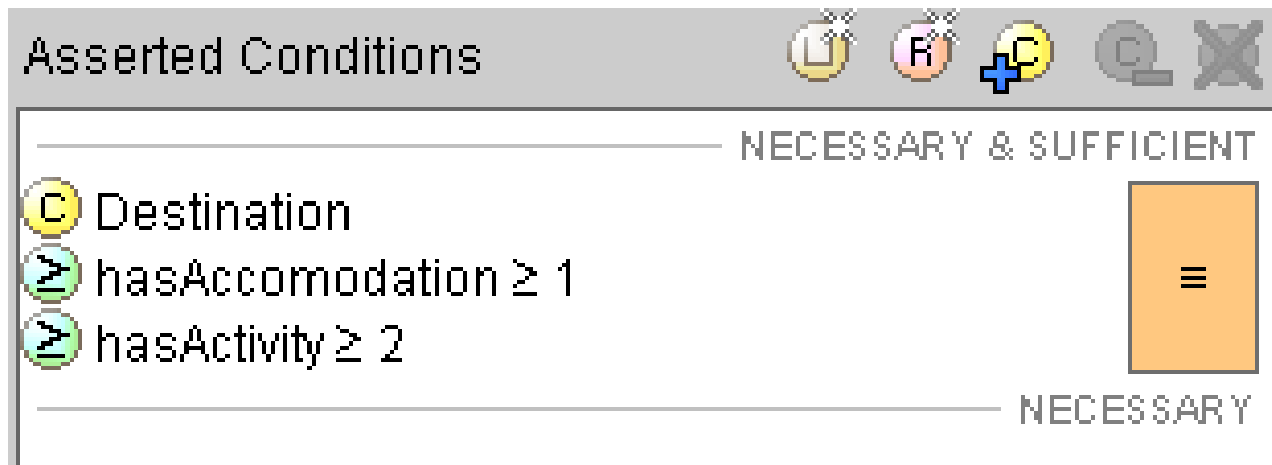 Asserted Conditions L R C C
NECESSARY & SUFFICIENT
C Destination
≥ hasAccomodation ≥ 1
≡
≥ hasActivity ≥ 2
NECESSARY